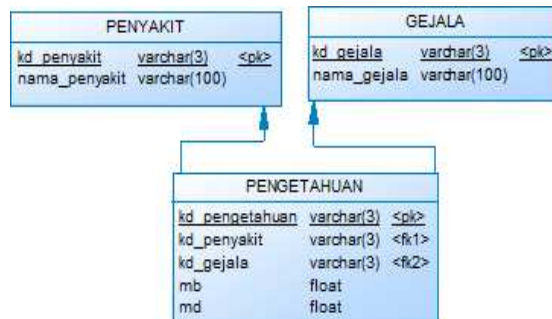 PENYAKIT
kd_penyakit varchar(3) <pk>
nama_penyakit varchar(100)
GEJALA
kd_gejala varchar(3) <pk>
nama_gejala varchar(100)
PENGETAHUAN
kd_pengetahuan varchar(3) <pk>
kd_penyakit varchar(3) <fk1>
kd_gejala varchar(3) <fk2>
mb float
md float